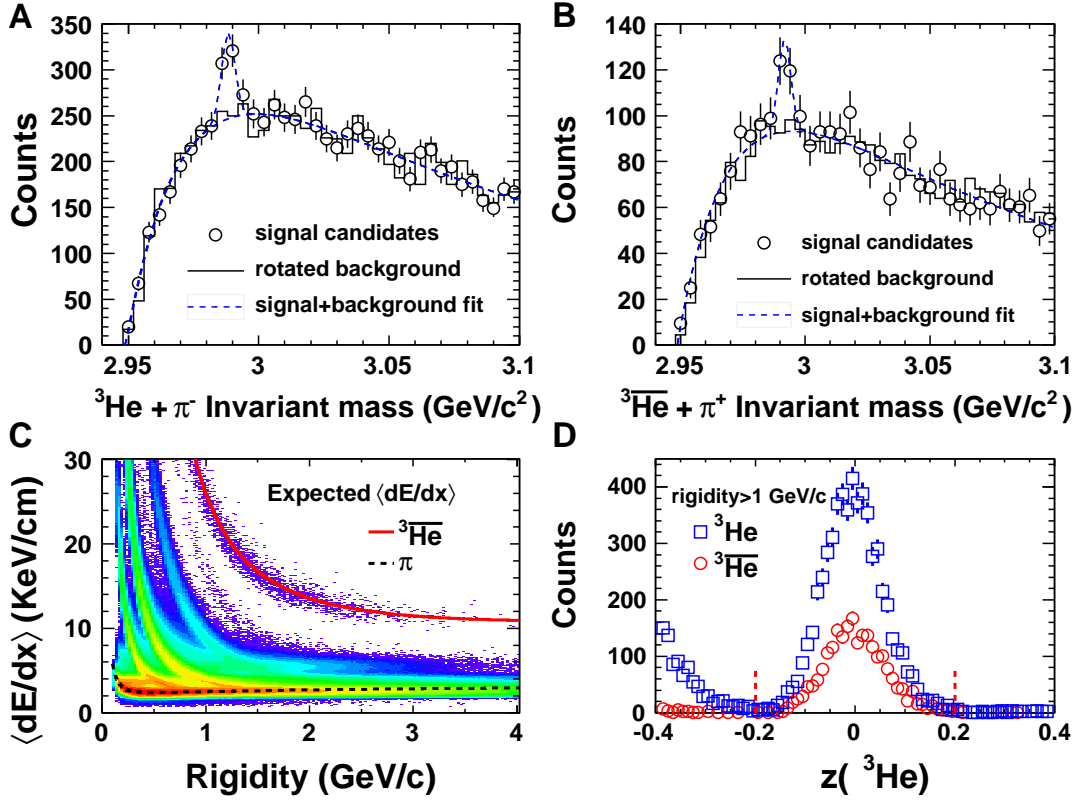 A
350
300
250
200
150
100
50
0
Counts
signal candidates
rotated background
signal+background fit
2.95 3 3.05 3.1
³He + π⁻ Invariant mass (GeV/c²)
B
140
120
100
80
60
40
20
0
Counts
signal candidates
rotated background
signal+background fit
2.95 3 3.05 3.1
³H̅e̅ + π⁺ Invariant mass (GeV/c²)
C
30
20
10
0
⟨dE/dx⟩ (KeV/cm)
Expected ⟨dE/dx⟩
³H̅e̅
π
0 1 2 3 4
Rigidity (GeV/c)
D
400
300
200
100
0
Counts
rigidity>1 GeV/c
³He
³H̅e̅
-0.4 -0.2 0 0.2 0.4
z( ³He)